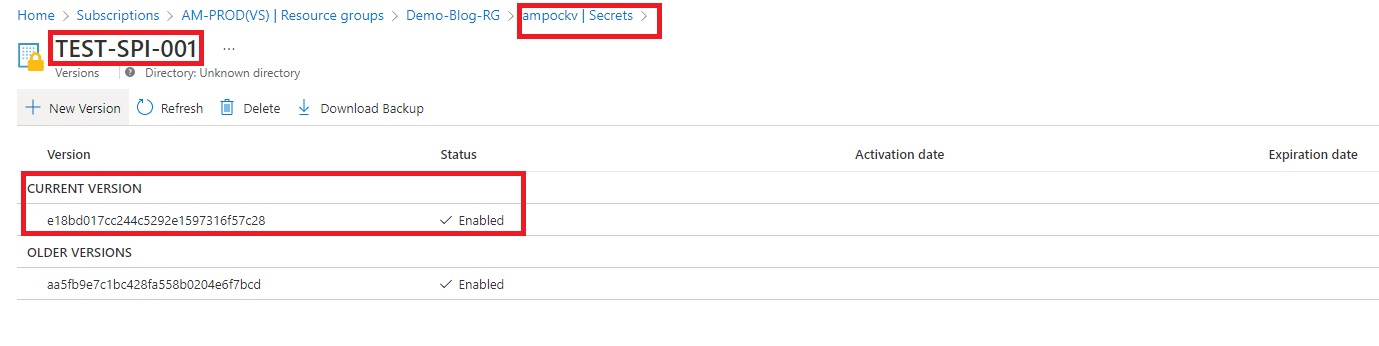 Home > Subscriptions > AM-PROD(VS) | Resource groups > Demo-Blog-RG > ampockv | Secrets >
TEST-SPI-001 ...
Versions | Directory: Unknown directory
New Version Refresh Delete Download Backup
Version Status Activation date Expiration date
CURRENT VERSION
e18bd017cc244c5292e1597316f57c28 Enabled
OLDER VERSIONS
aa5fb9e7c1bc428fa558b0204e6f7bcd Enabled